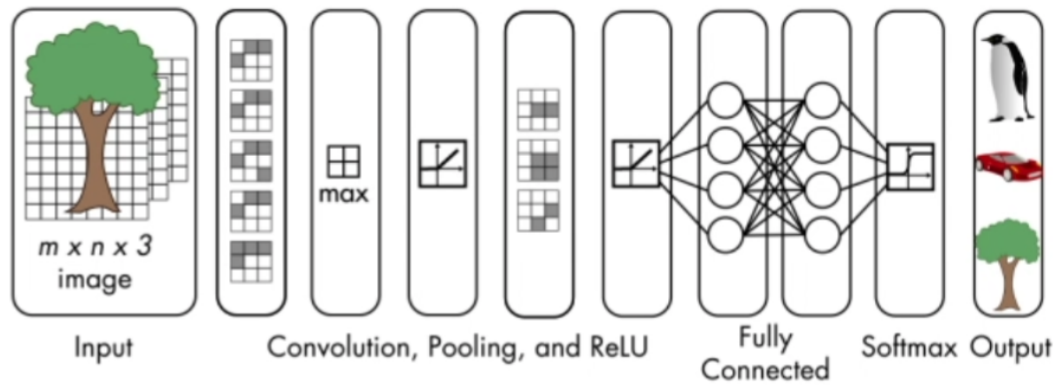 max
m x n x 3
image
Input
Convolution, Pooling, and ReLU
Fully
Connected
Softmax
Output